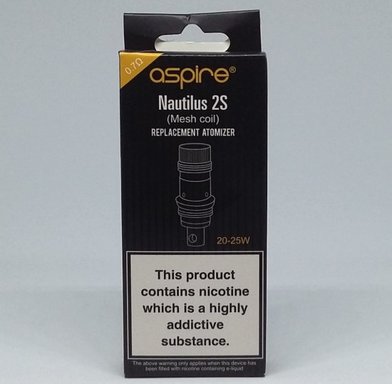 0.7Ω
aspire®
Nautilus 2S
(Mesh coil)
REPLACEMENT ATOMIZER
20-25W
This product
contains nicotine
which is a highly
addictive
substance.
The above warning only applies when this device has
been filled with nicotine containing e-liquid